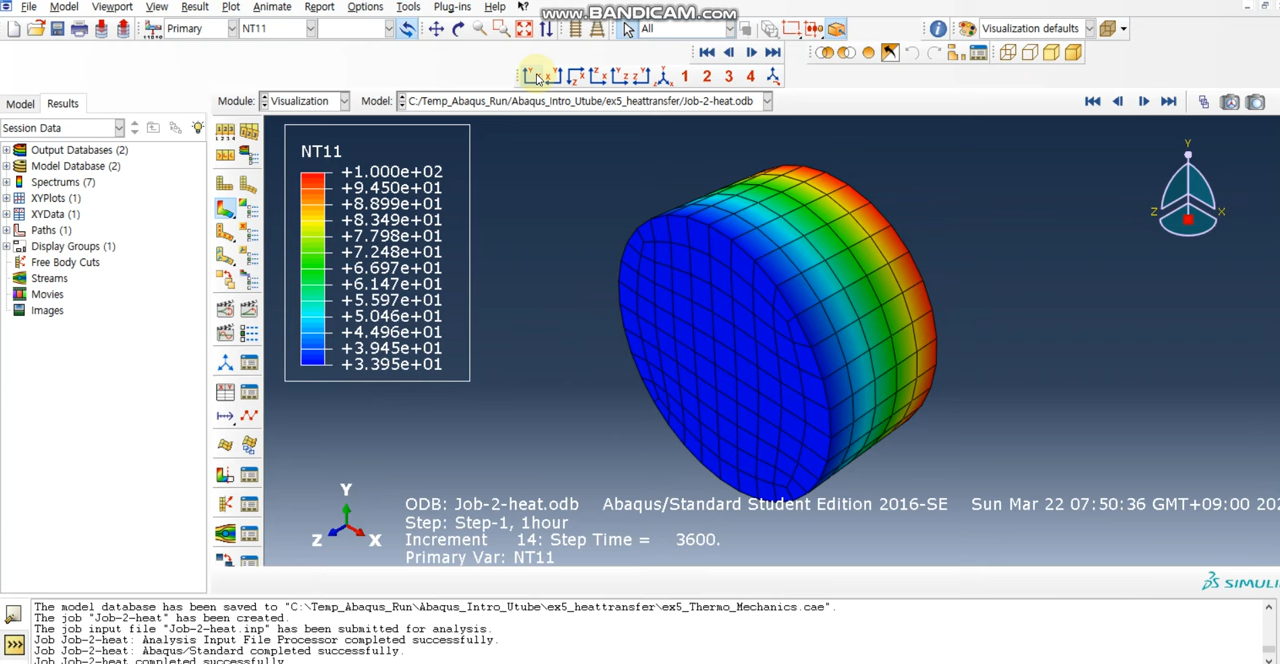 File Model Viewport View Result Plot Animate Report Options Tools Plug-ins Help
www.BANDICAM.com
Primary NT11 All Visualization defaults
1 2 3 4
Model Results Module: Visualization Model: C:/Temp_Abaqus_Run/Abaqus_Intro_Utube/ex5_heattransfer/Job-2-heat.odb
Session Data
Output Databases (2)
Model Database (2)
Spectrums (7)
XYPlots (1)
XYData (1)
Paths (1)
Display Groups (1)
Free Body Cuts
Streams
Movies
Images
NT11
+1.000e+02
+9.450e+01
+8.899e+01
+8.349e+01
+7.798e+01
+7.248e+01
+6.697e+01
+6.147e+01
+5.597e+01
+5.046e+01
+4.496e+01
+3.945e+01
+3.395e+01
Y
Z X
Y
Z X
ODB: Job-2-heat.odb Abaqus/Standard Student Edition 2016-SE Sun Mar 22 07:50:36 GMT+09:00 202
Step: Step-1, 1hour
Increment 14: Step Time = 3600.
Primary Var: NT11
SIMULI
The model database has been saved to "C:\Temp_Abaqus_Run\Abaqus_Intro_Utube\ex5_heattransfer\ex5_Thermo_Mechanics.cae".
The job "Job-2-heat" has been created.
The job input file "Job-2-heat.inp" has been submitted for analysis.
Job Job-2-heat: Analysis Input File Processor completed successfully.
Job Job-2-heat: Abaqus/Standard completed successfully.
Job Job-2-heat completed successfully.